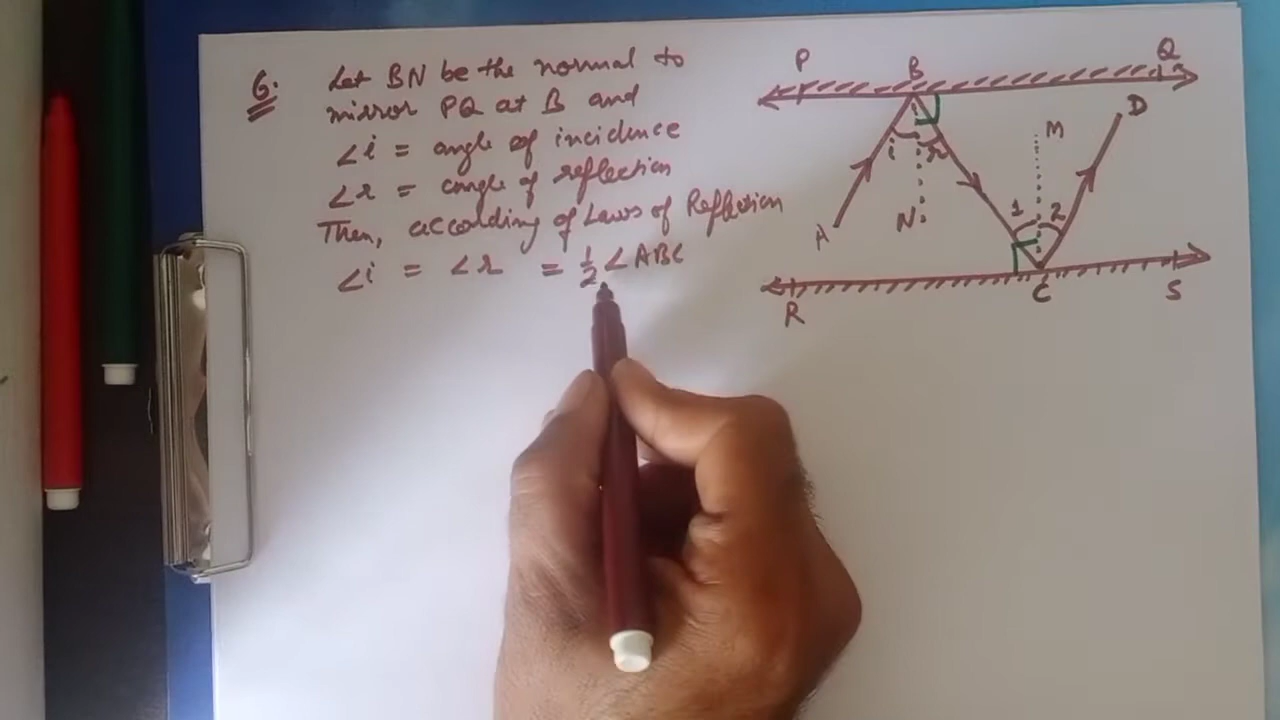 6. Let BN be the normal to
mirror PQ at B and
∠i = angle of incidence
∠r = angle of reflection
Then, according of Laws of Reflection
∠i = ∠r = 1/2 ∠ABC
P B Q
D
M
i r
A N 1 2
R C S